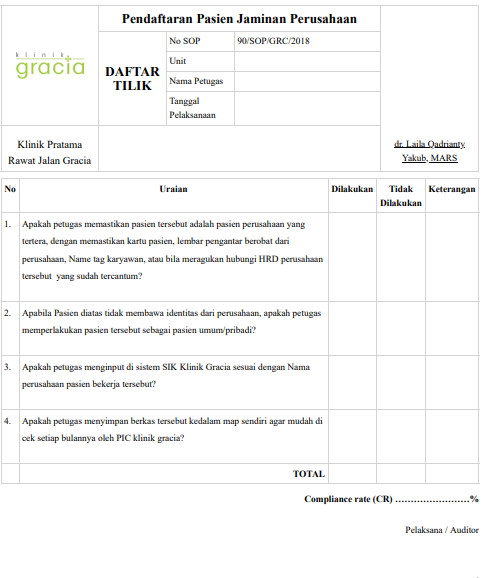 Pendaftaran Pasien Jaminan Perusahaan
klinik
gracia
DAFTAR
TILIK
No SOP
90/SOP/GRC/2018
Unit
Nama Petugas
Tanggal
Pelaksanaan
Klinik Pratama
Rawat Jalan Gracia
dr. Laila Qadrianty
Yakub, MARS
No
Uraian
Dilakukan
Tidak
Dilakukan
Keterangan
1.
Apakah petugas memastikan pasien tersebut adalah pasien perusahaan yang
tertera, dengan memastikan kartu pasien, lembar pengantar berobat dari
perusahaan, Name tag karyawan, atau bila meragukan hubungi HRD perusahaan
tersebut yang sudah tercantum?
2.
Apabila Pasien diatas tidak membawa identitas dari perusahaan, apakah petugas
memperlakukan pasien tersebut sebagai pasien umum/pribadi?
3.
Apakah petugas menginput di sistem SIK Klinik Gracia sesuai dengan Nama
perusahaan pasien bekerja tersebut?
4.
Apakah petugas menyimpan berkas tersebut kedalam map sendiri agar mudah di
cek setiap bulannya oleh PIC klinik gracia?
TOTAL
Compliance rate (CR) ……………………%
Pelaksana / Auditor